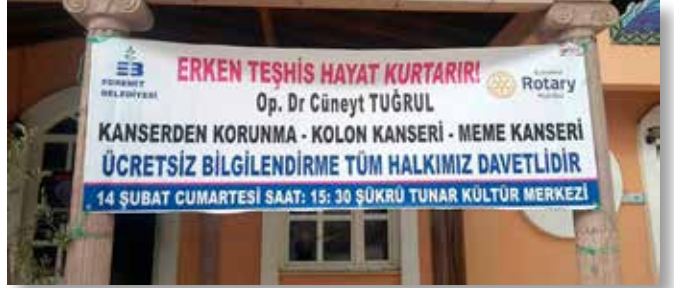 ERKEN TEŞHİS HAYAT KURTARIR!
EDREMİT
BELEDİYESİ
Rotary
Op. Dr Cüneyt TUĞRUL
KANSERDEN KORUNMA - KOLON KANSERİ - MEME KANSERİ
ÜCRETSİZ BİLGİLENDİRME TÜM HALKIMIZ DAVETLİDİR
14 ŞUBAT CUMARTESİ SAAT: 15: 30 ŞÜKRÜ TUNAR KÜLTÜR MERKEZİ